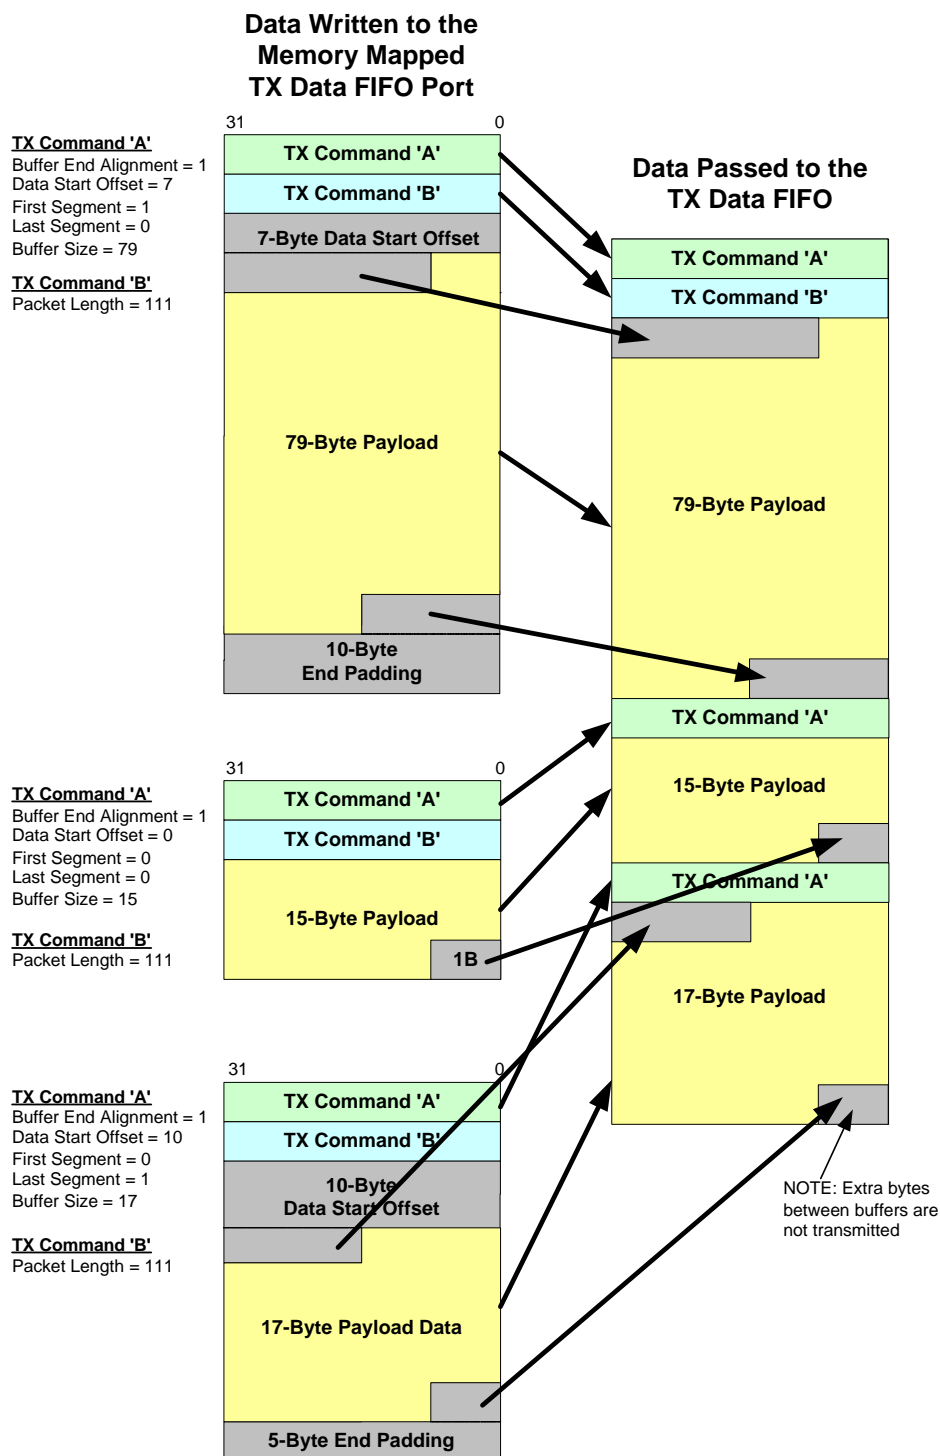 Data Written to the
Memory Mapped
TX Data FIFO Port
31 0
TX Command 'A'
Buffer End Alignment = 1
Data Start Offset = 7
First Segment = 1
Last Segment = 0
Buffer Size = 79
TX Command 'B'
Packet Length = 111
TX Command 'A'
TX Command 'B'
7-Byte Data Start Offset
79-Byte Payload
10-Byte
End Padding
Data Passed to the
TX Data FIFO
TX Command 'A'
TX Command 'B'
79-Byte Payload
TX Command 'A'
15-Byte Payload
TX Command 'A'
17-Byte Payload
NOTE: Extra bytes
between buffers are
not transmitted
31 0
TX Command 'A'
Buffer End Alignment = 1
Data Start Offset = 0
First Segment = 0
Last Segment = 0
Buffer Size = 15
TX Command 'B'
Packet Length = 111
TX Command 'A'
TX Command 'B'
15-Byte Payload
1B
31 0
TX Command 'A'
Buffer End Alignment = 1
Data Start Offset = 10
First Segment = 0
Last Segment = 1
Buffer Size = 17
TX Command 'B'
Packet Length = 111
TX Command 'A'
TX Command 'B'
10-Byte
Data Start Offset
17-Byte Payload Data
5-Byte End Padding